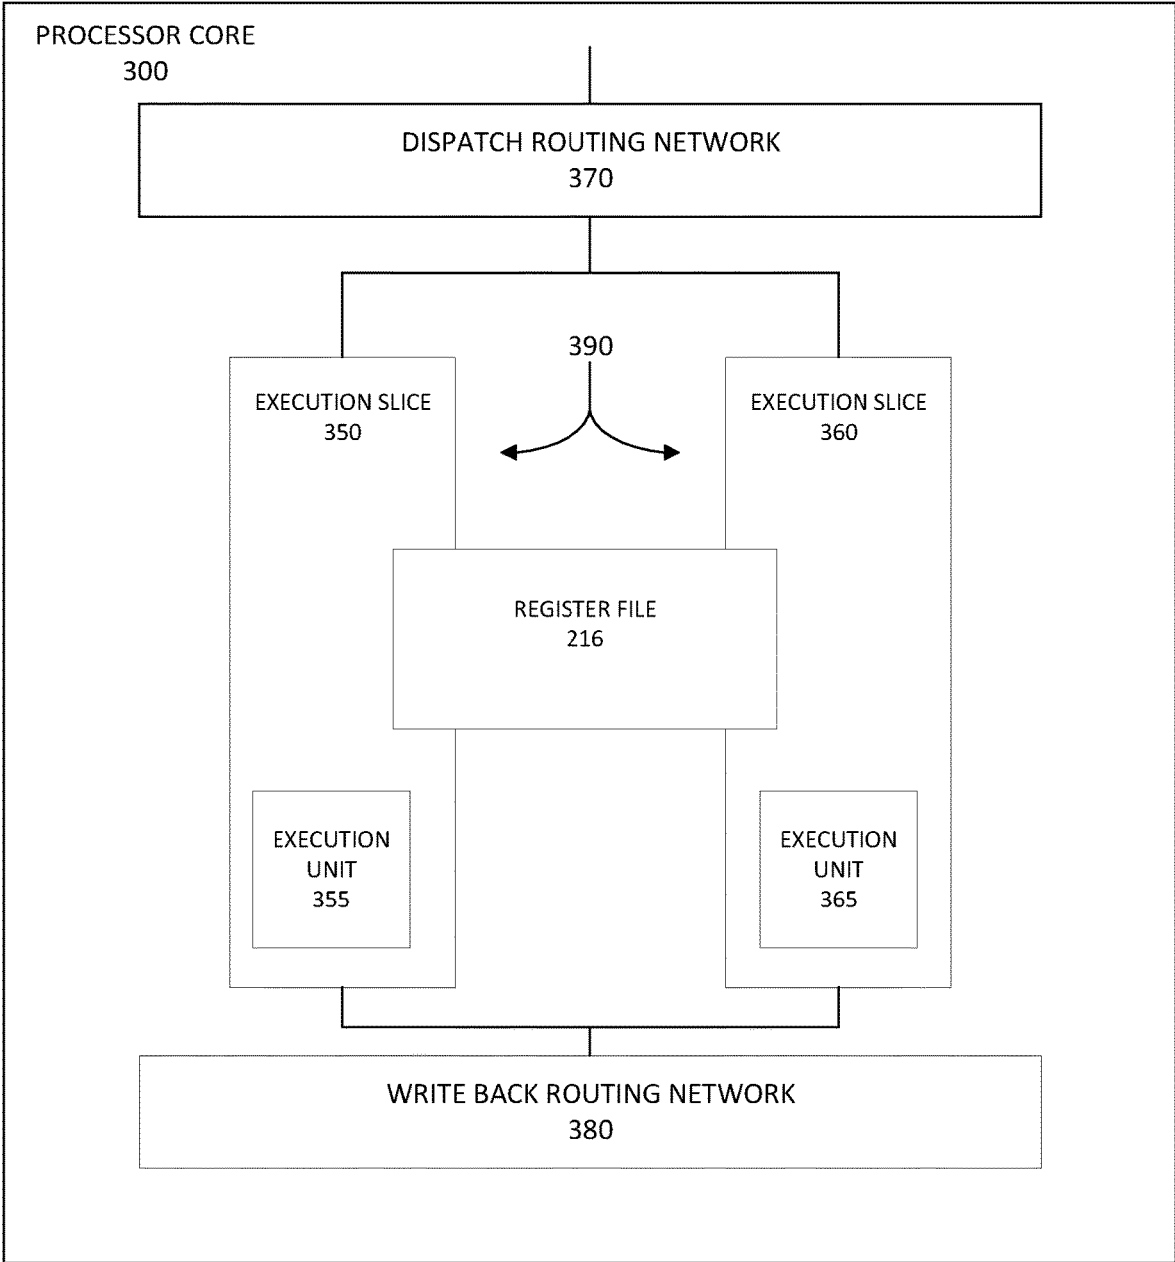 PROCESSOR CORE
300
DISPATCH ROUTING NETWORK
370
390
EXECUTION SLICE
350
EXECUTION SLICE
360
REGISTER FILE
216
EXECUTION
UNIT
355
EXECUTION
UNIT
365
WRITE BACK ROUTING NETWORK
380